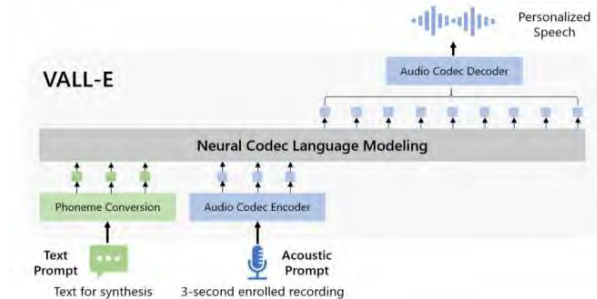 Personalized
Speech
Audio Codec Decoder
VALL-E
Neural Codec Language Modeling
Phoneme Conversion
Audio Codec Encoder
Text
Prompt
Acoustic
Prompt
Text for synthesis
3-second enrolled recording